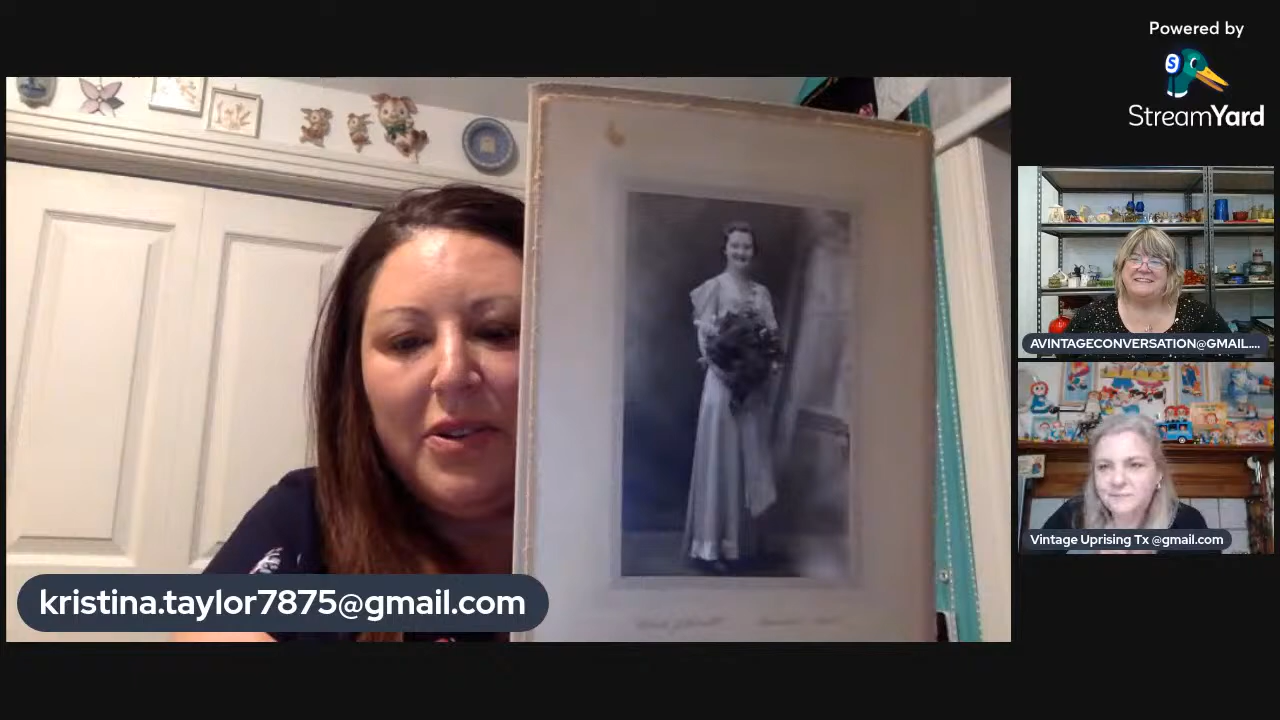 Powered by
StreamYard
AVINTAGECONVERSATION@GMAIL....
Vintage Uprising Tx @gmail.com
kristina.taylor7875@gmail.com